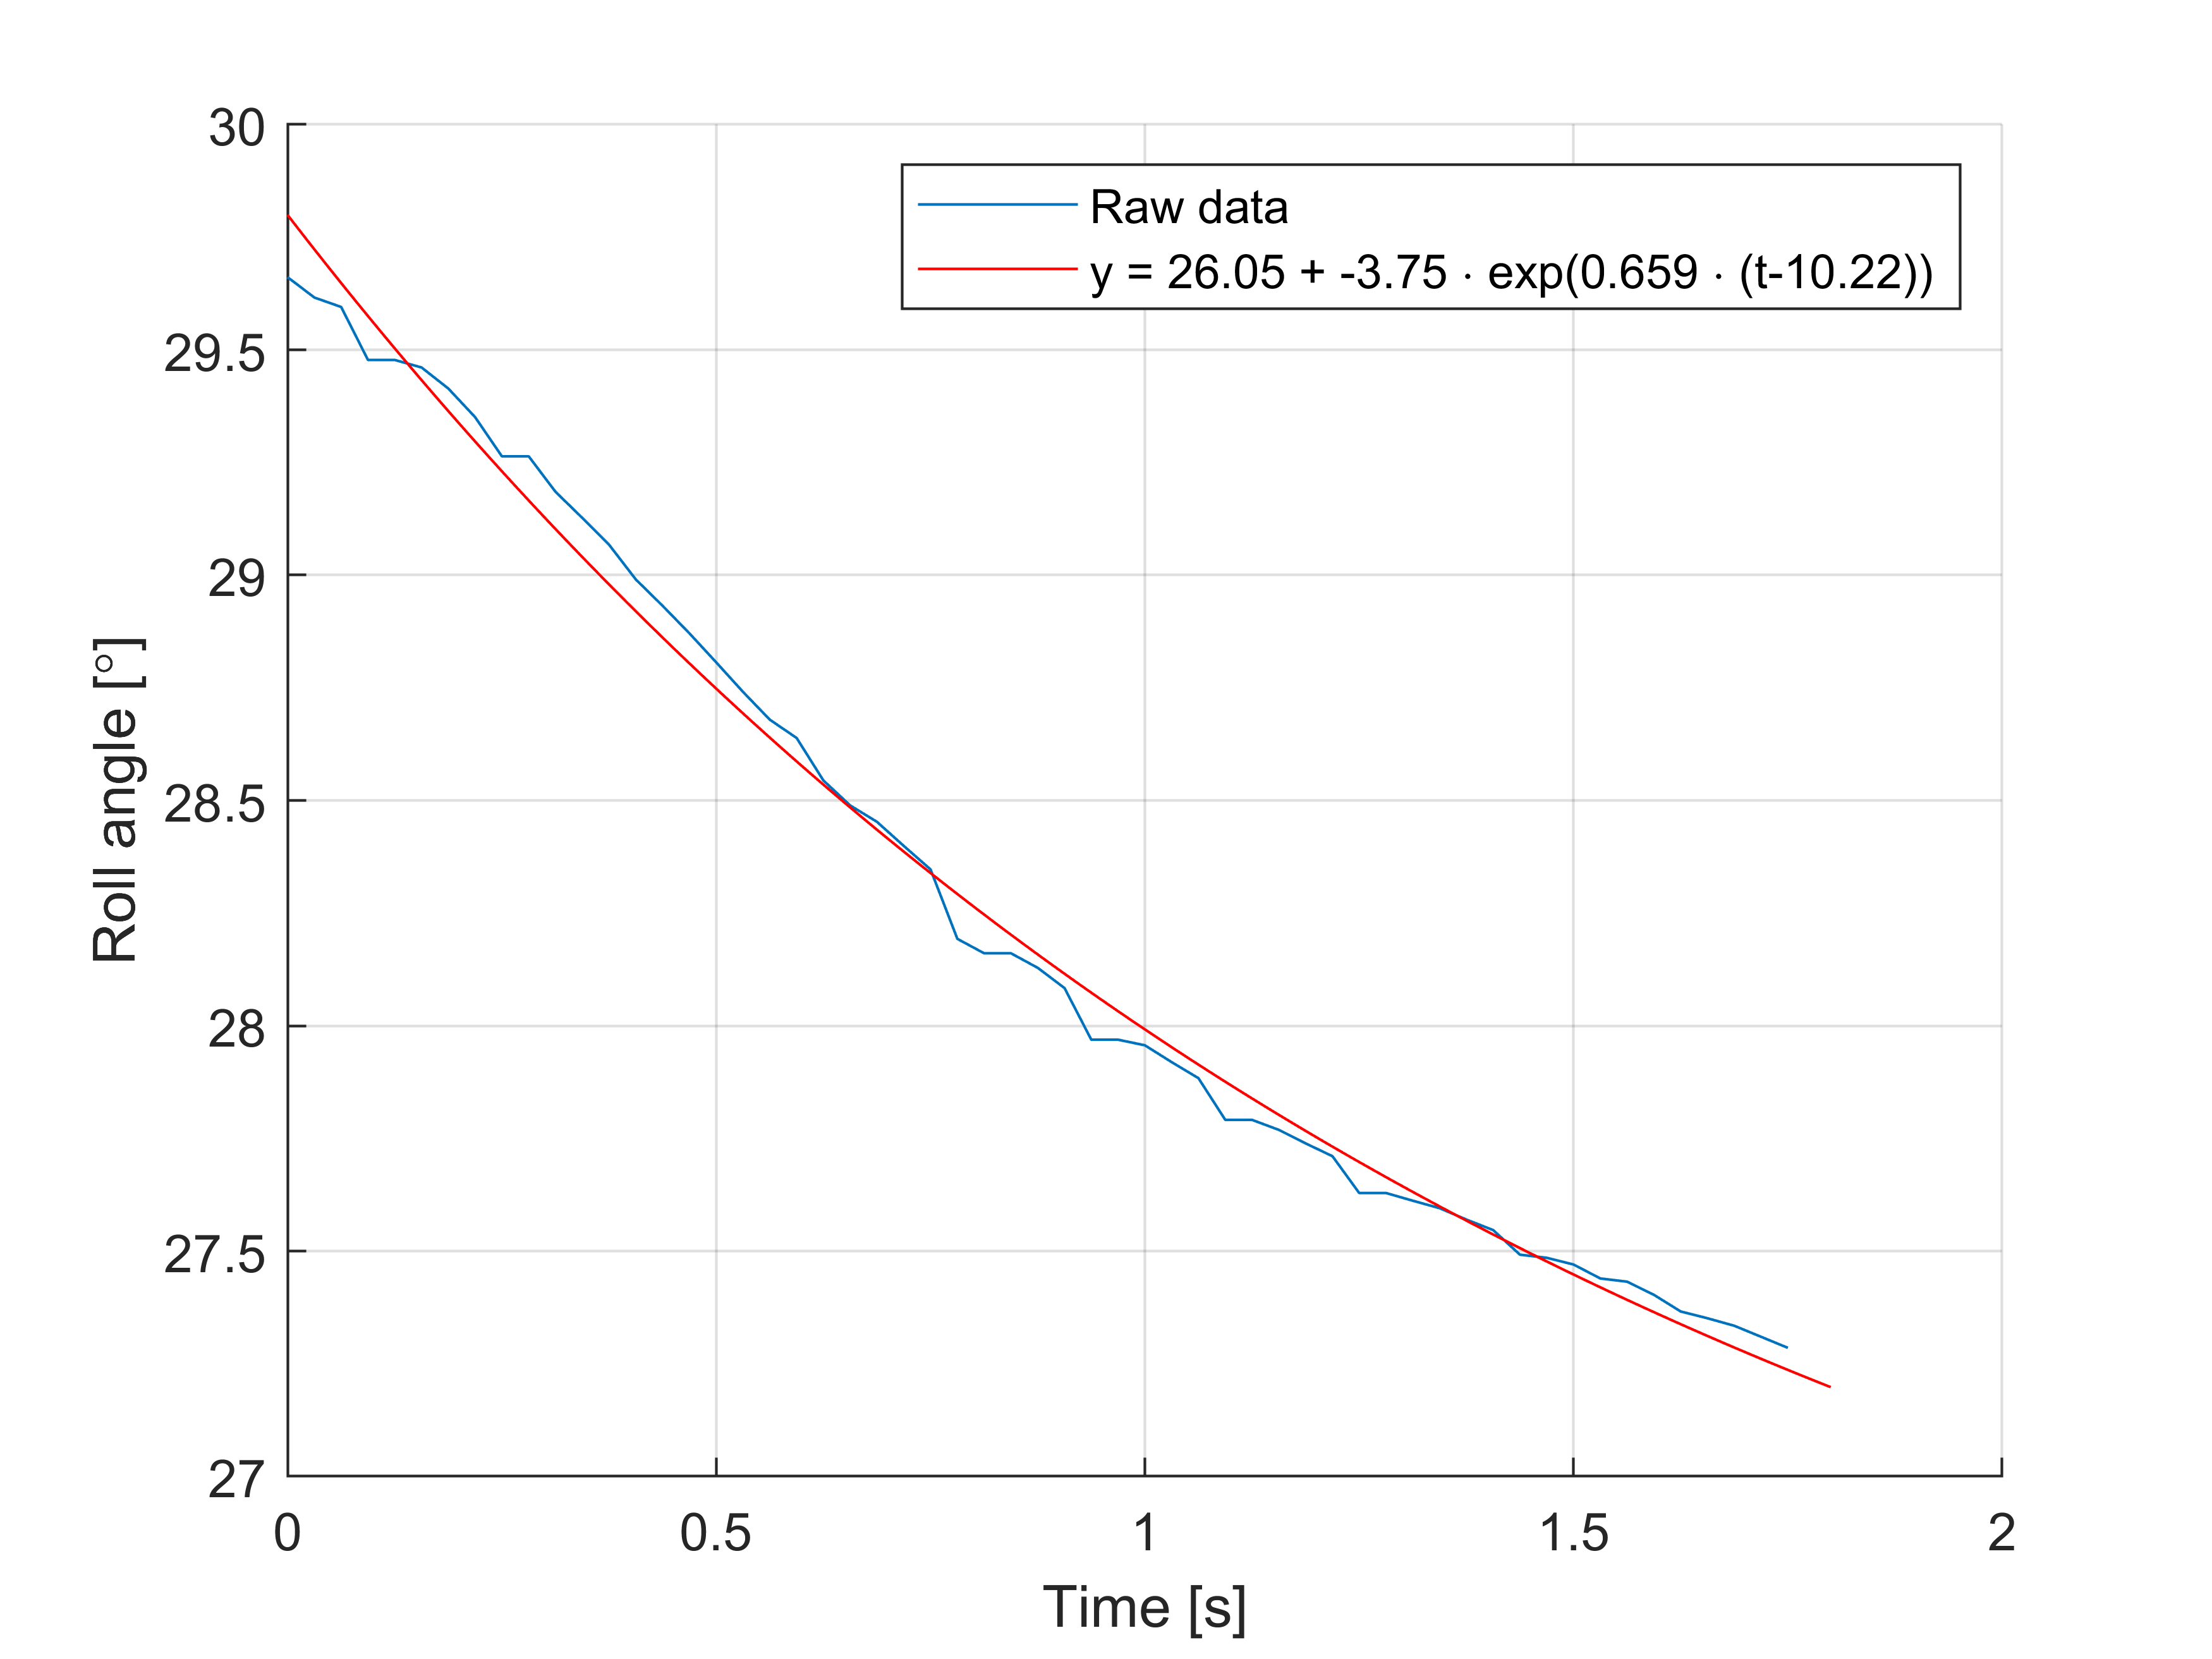 30
29.5
29
28.5
28
27.5
27
Roll angle [°]
Raw data
y = 26.05 + -3.75 · exp(0.659 · (t-10.22))
0 0.5 1 1.5 2
Time [s]